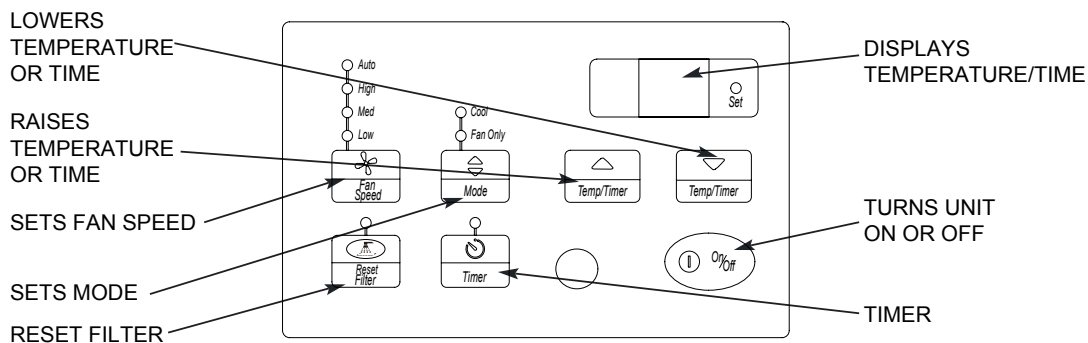 LOWERS
TEMPERATURE
OR TIME
RAISES
TEMPERATURE
OR TIME
SETS FAN SPEED
SETS MODE
RESET FILTER
Auto
High
Med
Low
Fan
Speed
Cool
Fan Only
Mode
Temp/Timer
Temp/Timer
Set
Reset
Filter
Timer
On/Off
DISPLAYS
TEMPERATURE/TIME
TURNS UNIT
ON OR OFF
TIMER